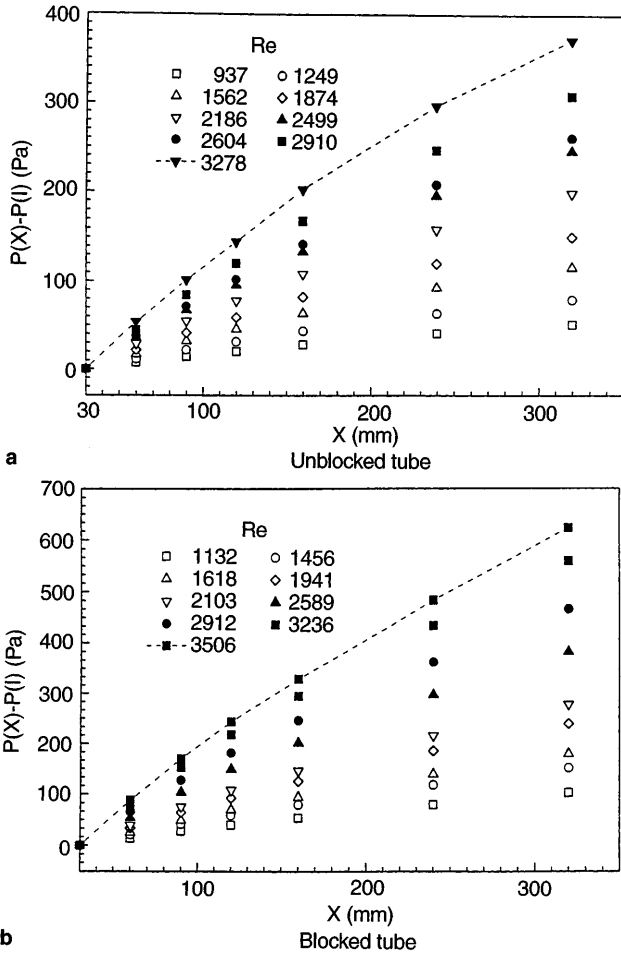 400
300
200
100
0
P(X)-P(I) (Pa)
Re
937 1249
1562 1874
2186 2499
2604 2910
3278
30 100 200 300
X (mm)
a
Unblocked tube
700
600
500
400
300
200
100
0
P(X)-P(I) (Pa)
Re
1132 1456
1618 1941
2103 2589
2912 3236
3506
100 200 300
X (mm)
b
Blocked tube